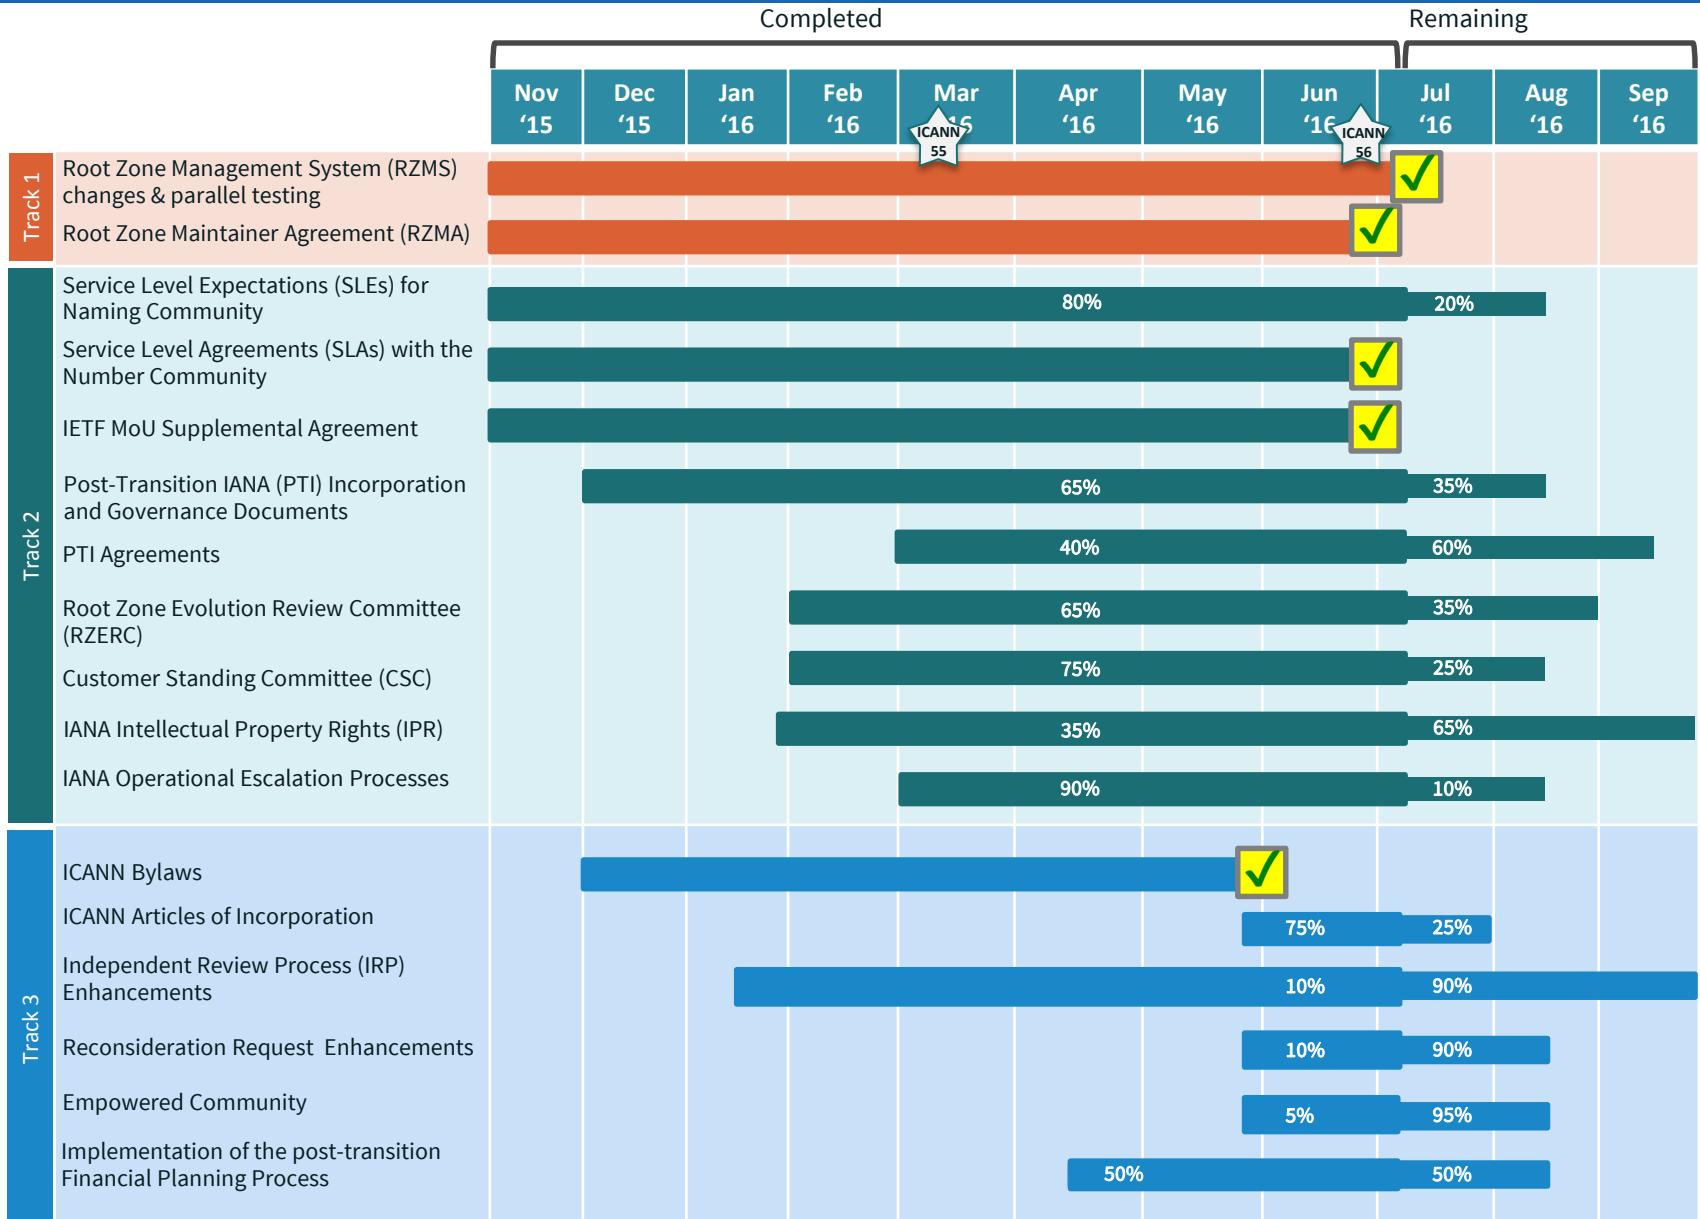 Completed
Remaining
Nov
‘15
Dec
‘15
Jan
‘16
Feb
‘16
Mar
16
Apr
‘16
May
‘16
Jun
‘16
Jul
‘16
Aug
‘16
Sep
‘16
ICANN
55
ICANN
56
Track 1
Root Zone Management System (RZMS)
changes & parallel testing
Root Zone Maintainer Agreement (RZMA)
Track 2
Service Level Expectations (SLEs) for
Naming Community
80%
20%
Service Level Agreements (SLAs) with the
Number Community
IETF MoU Supplemental Agreement
Post-Transition IANA (PTI) Incorporation
and Governance Documents
65%
35%
PTI Agreements
40%
60%
Root Zone Evolution Review Committee
(RZERC)
65%
35%
Customer Standing Committee (CSC)
75%
25%
IANA Intellectual Property Rights (IPR)
35%
65%
IANA Operational Escalation Processes
90%
10%
Track 3
ICANN Bylaws
ICANN Articles of Incorporation
75%
25%
Independent Review Process (IRP)
Enhancements
10%
90%
Reconsideration Request  Enhancements
10%
90%
Empowered Community
5%
95%
Implementation of the post-transition
Financial Planning Process
50%
50%